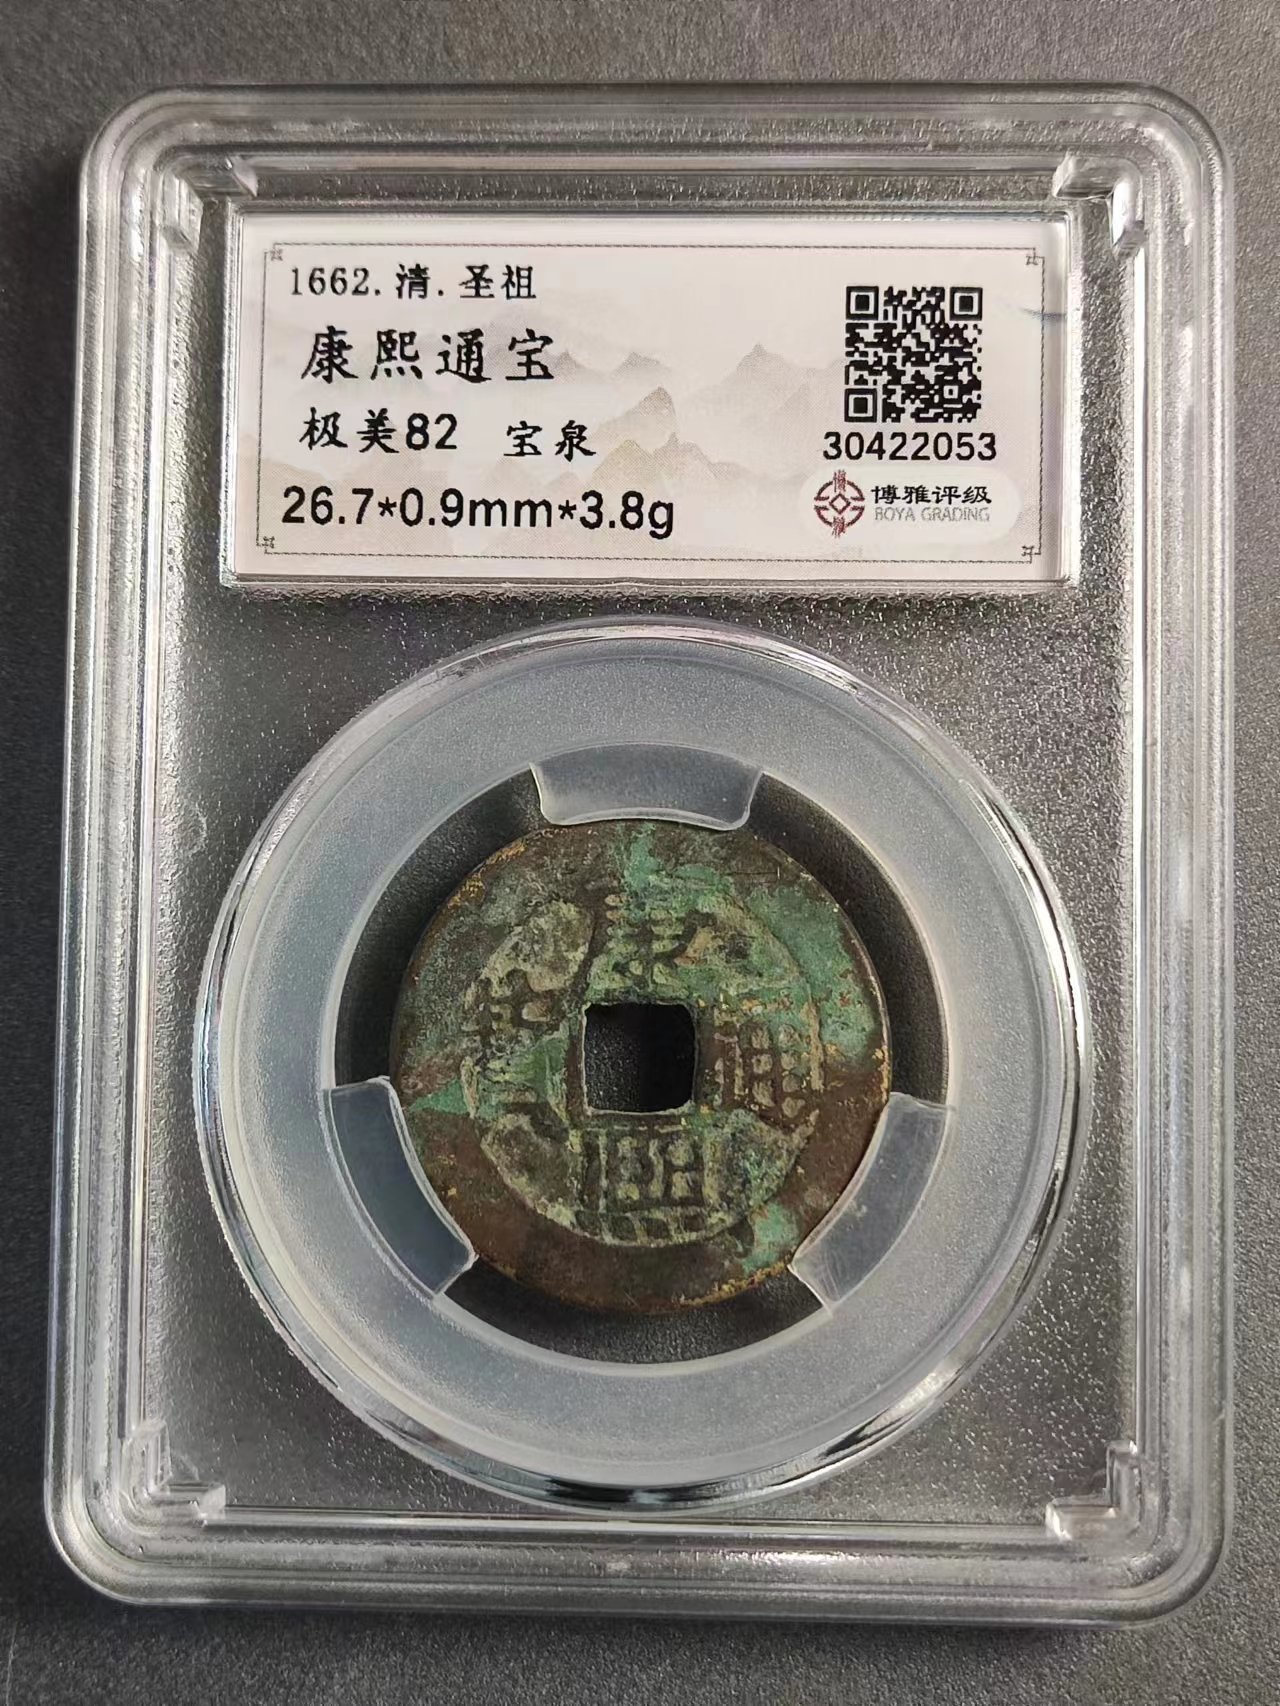 1662.清.圣祖
康熙通宝
极美82 宝泉
26.7*0.9mm*3.8g
30422053
博雅评级
BOYA GRADING
康熙通寶